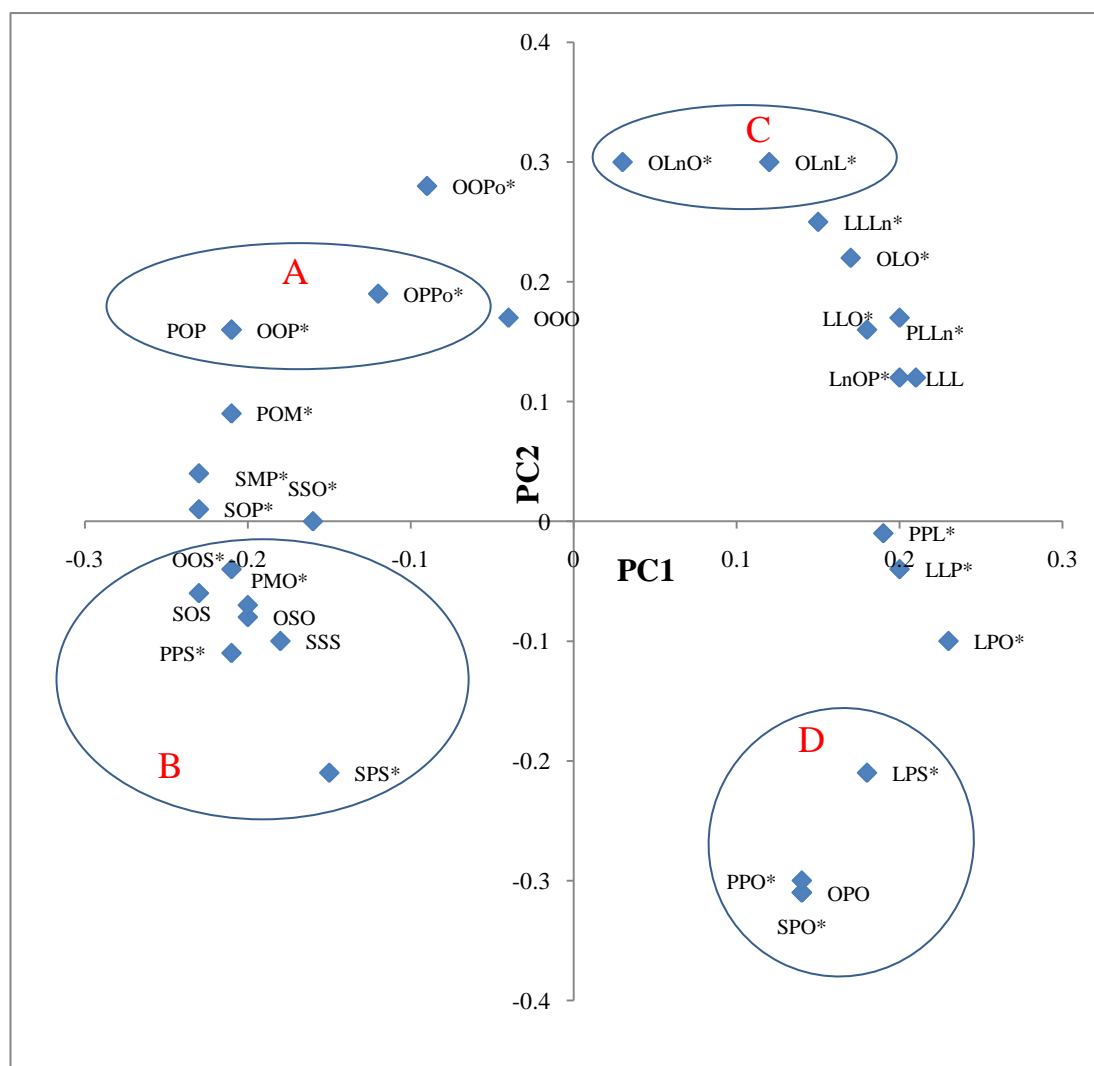 0.4
C
0.3
OLnO*
OLnL*
OOPo*
LLLn*
OLO*
A
0.2
OPPo*
POP
OOP*
OOO
LLO*
PLLn*
LnOP*
LLL
0.1
POM*
PC2
SMP*
SSO*
SOP*
0
-0.3
-0.2
-0.1
0
0.1
0.2
0.3
PPL*
OOS*
PC1
LLP*
PMO*
SOS
OSO
SSS
-0.1
LPO*
PPS*
D
B
-0.2
SPS*
LPS*
PPO*
OPO
-0.3
SPO*
-0.4